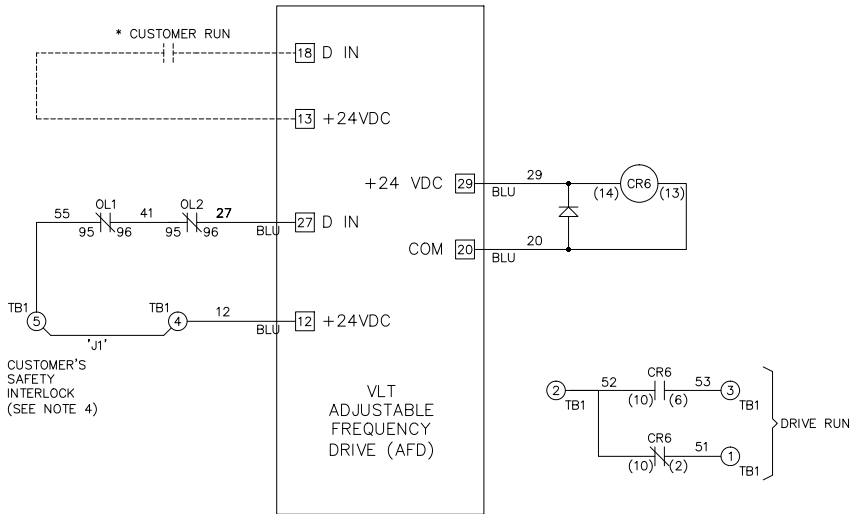 * CUSTOMER RUN
18 D IN
13 +24VDC
+24 VDC 29
29
BLU
(14) CR6 (13)
55 OL1 41 OL2 27
95 96 95 96
BLU
27 D IN
COM 20
20
BLU
TB1 TB1
5 4
12
BLU
12 +24VDC
'J1'
CUSTOMER'S
SAFETY
INTERLOCK
(SEE NOTE 4)
VLT
ADJUSTABLE
FREQUENCY
DRIVE (AFD)
CR6
2 52 53 3
TB1 (10) (6) TB1
DRIVE RUN
CR6
51 1
(10) (2) TB1